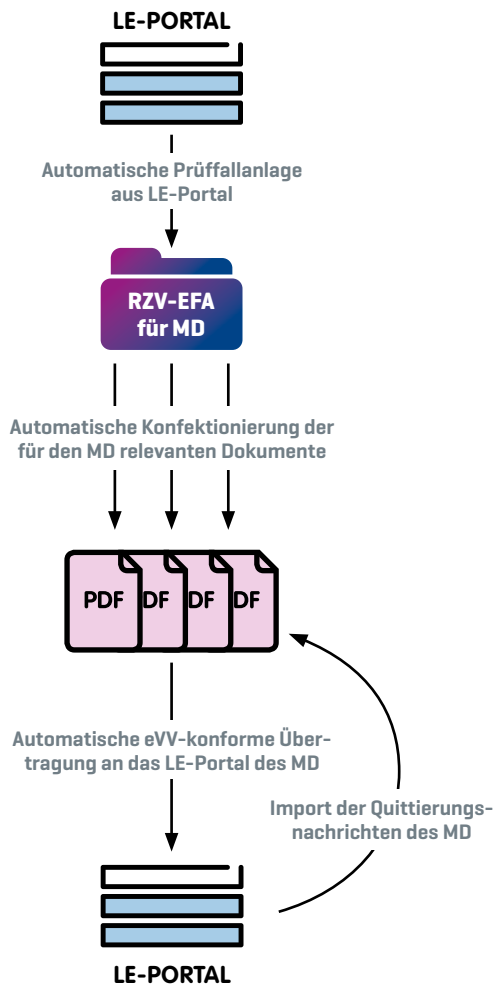 LE-PORTAL
Automatische Prüffallanlage
aus LE-Portal
RZV-EFA
für MD
Automatische Konfektionierung der
für den MD relevanten Dokumente
PDF DF DF DF
Automatische eVV-konforme Über-
tragung an das LE-Portal des MD
Import der Quittierungs-
nachrichten des MD
LE-PORTAL